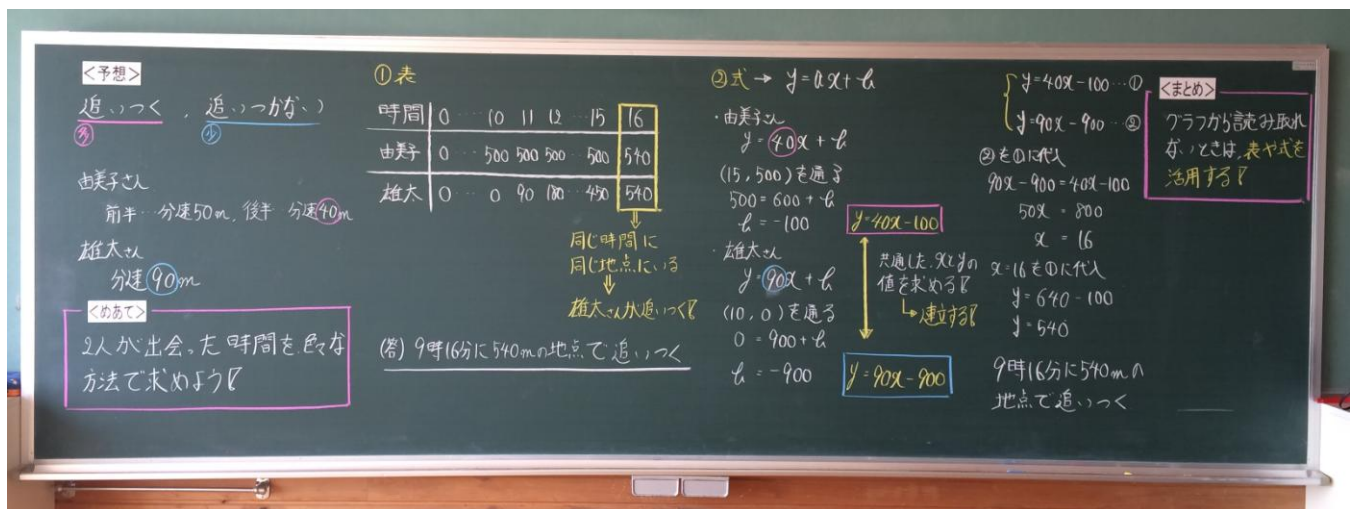 <予想>
追いつく , 追いつかない
多 少
由美子さん
前半…分速50m, 後半…分速40m
雄太さん
分速90m
<めあて>
2人が出会った時間を色々な
方法で求めよう!
①表
時間 0 … 10 11 12 … 15 16
由美子 0 … 500 500 500 … 500 540
雄太 0 … 0 90 180 … 450 540
同じ時間に
同じ地点にいる
⇓
雄太さんが追いつく!
(答) 9時16分に540mの地点で追いつく
②式 → y=ax+b
・由美子さん
y=40x+b
(15,500)を通る
500=600+b
b=-100
y=40x-100
・雄太さん
y=90x+b
(10,0)を通る
0=900+b
b=-900
y=90x-900
共通した、xとyの
値を求める!
↳連立する!
y=40x-100…①
y=90x-900…②
②を①に代入
90x-900=40x-100
50x=800
x=16
x=16を①に代入
y=640-100
y=540
9時16分に540mの
地点で追いつく
<まとめ>
グラフから読み取れ
ないときは、表や式を
活用する!